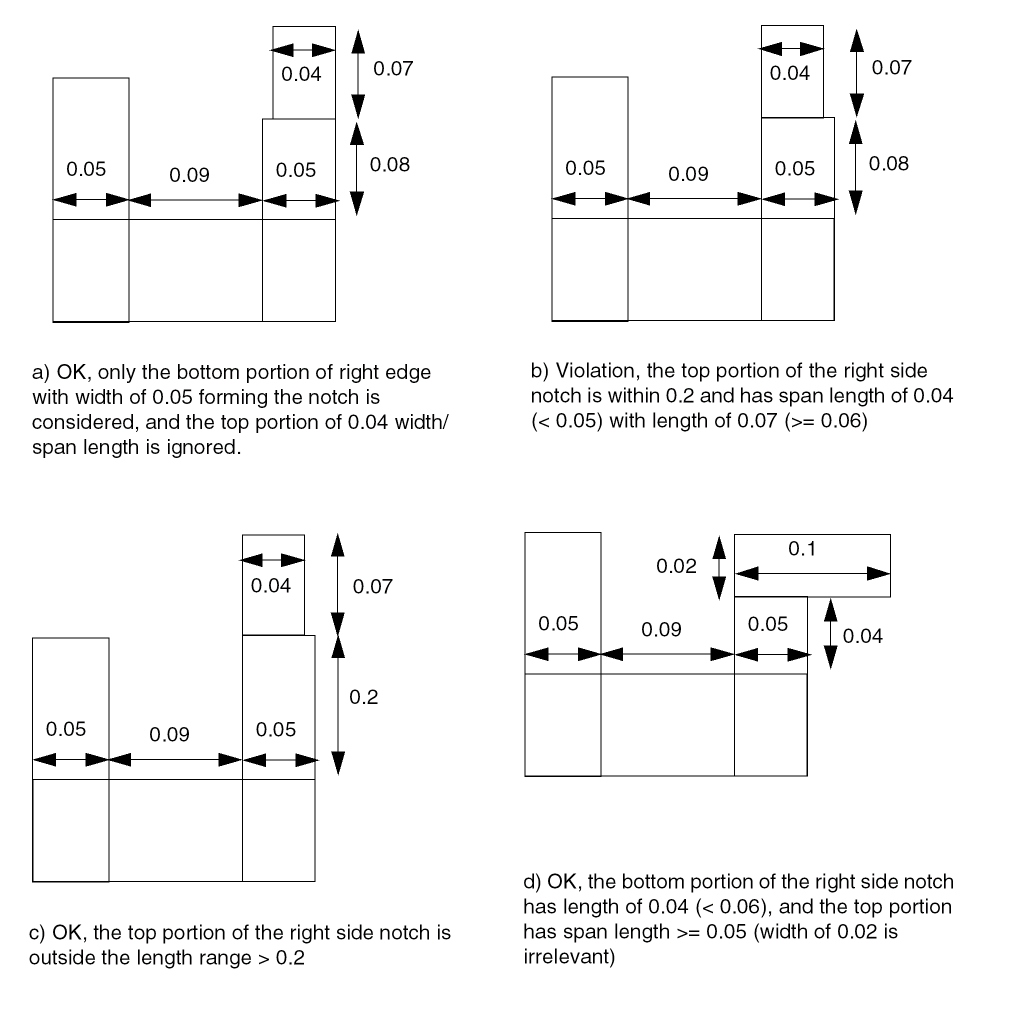 0.04
0.07
0.05
0.09
0.05
0.08
a) OK, only the bottom portion of right edge
with width of 0.05 forming the notch is
considered, and the top portion of 0.04 width/
span length is ignored.
0.04
0.07
0.05
0.09
0.05
0.08
b) Violation, the top portion of the right side
notch is within 0.2 and has span length of 0.04
(< 0.05) with length of 0.07 (>= 0.06)
0.04
0.07
0.2
0.05
0.09
0.05
c) OK, the top portion of the right side notch is
outside the length range > 0.2
0.1
0.02
0.05
0.09
0.05
0.04
d) OK, the bottom portion of the right side notch
has length of 0.04 (< 0.06), and the top portion
has span length >= 0.05 (width of 0.02 is
irrelevant)